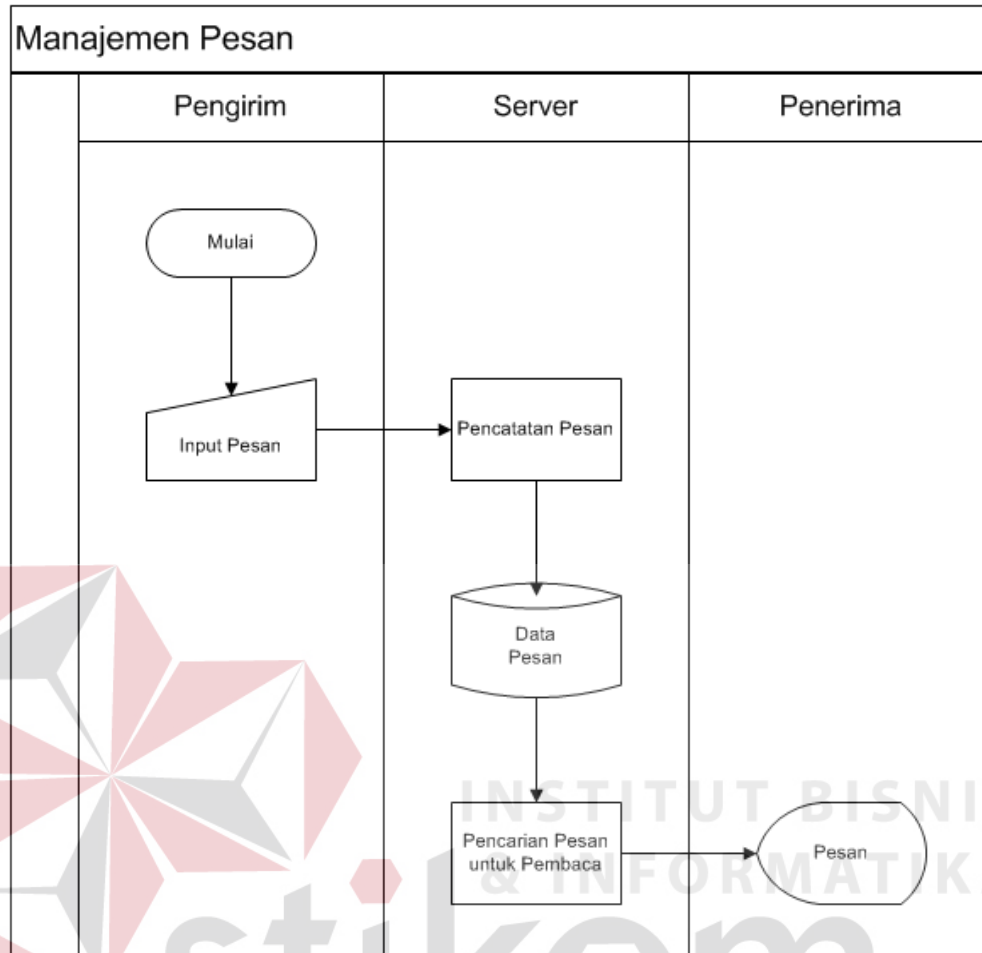 Manajemen Pesan
Pengirim
Server
Penerima
Mulai
Input Pesan
Pencatatan Pesan
Data
Pesan
Pencarian Pesan
untuk Pembaca
Pesan
INSTITUT BISNI
& INFORMATIK
stikom